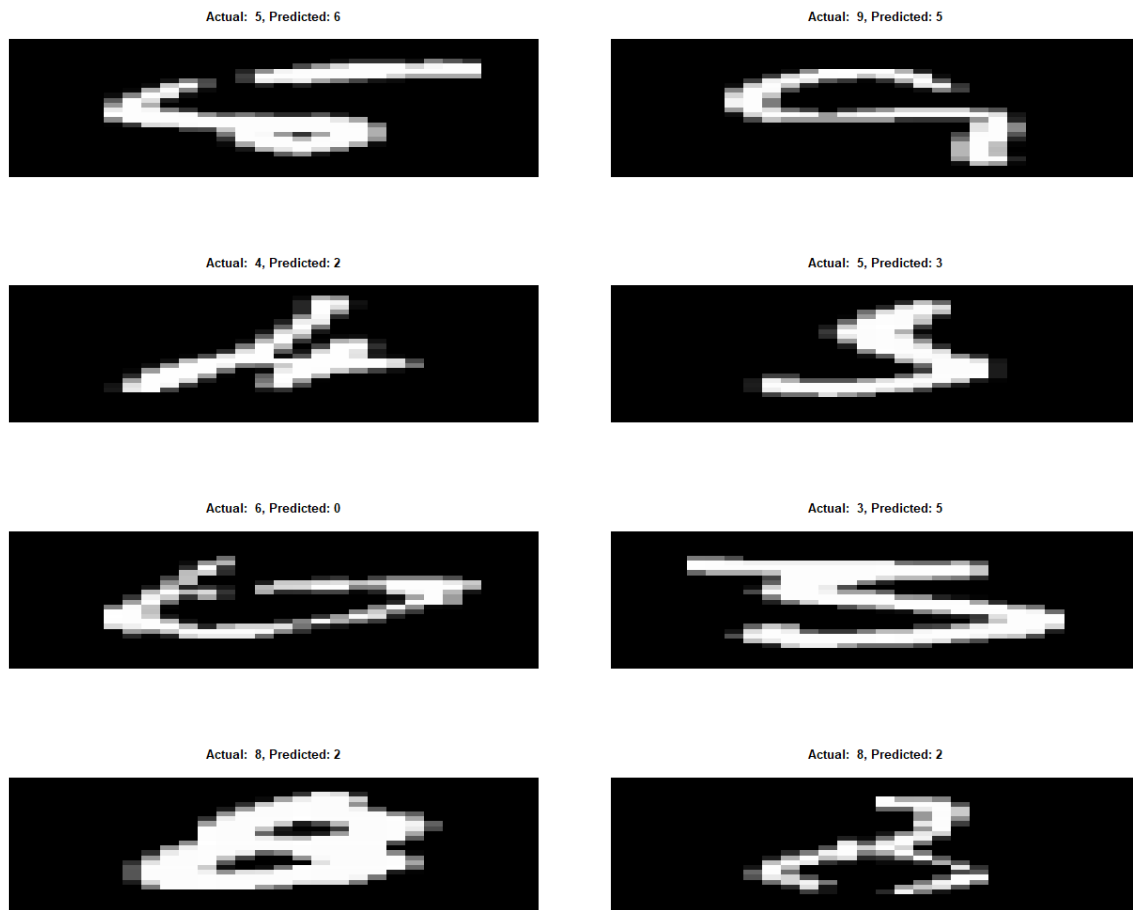 Actual:  5, Predicted: 6
Actual:  9, Predicted: 5
Actual:  4, Predicted: 2
Actual:  5, Predicted: 3
Actual:  6, Predicted: 0
Actual:  3, Predicted: 5
Actual:  8, Predicted: 2
Actual:  8, Predicted: 2